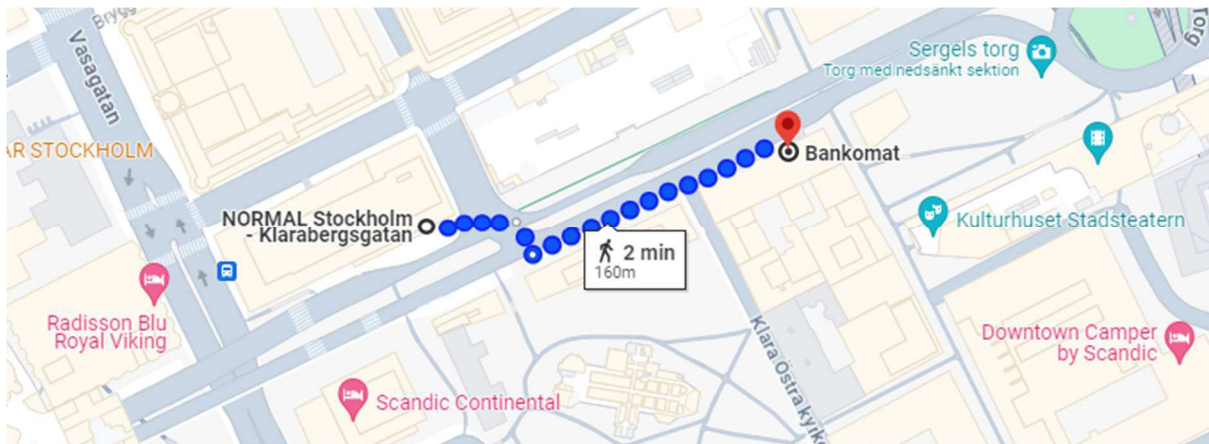 Brygg
Vasagatan
Torg
Sergels torg
Torg med nedsänkt sektion
AR STOCKHOLM
Bankomat
NORMAL Stockholm
- Klarabergsgatan
Kulturhuset Stadsteatern
2 min
160m
Radisson Blu
Royal Viking
Klara Östra kyrk
Downtown Camper
by Scandic
Scandic Continental